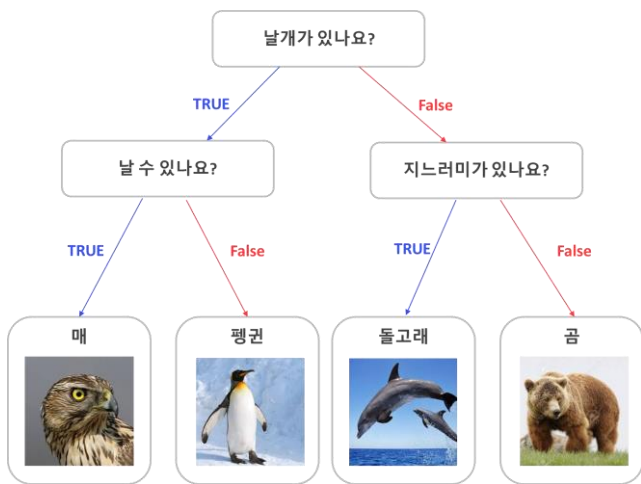 날개가 있나요?
TRUE
False
날 수 있나요?
지느러미가 있나요?
TRUE
False
TRUE
False
매
펭귄
돌고래
곰